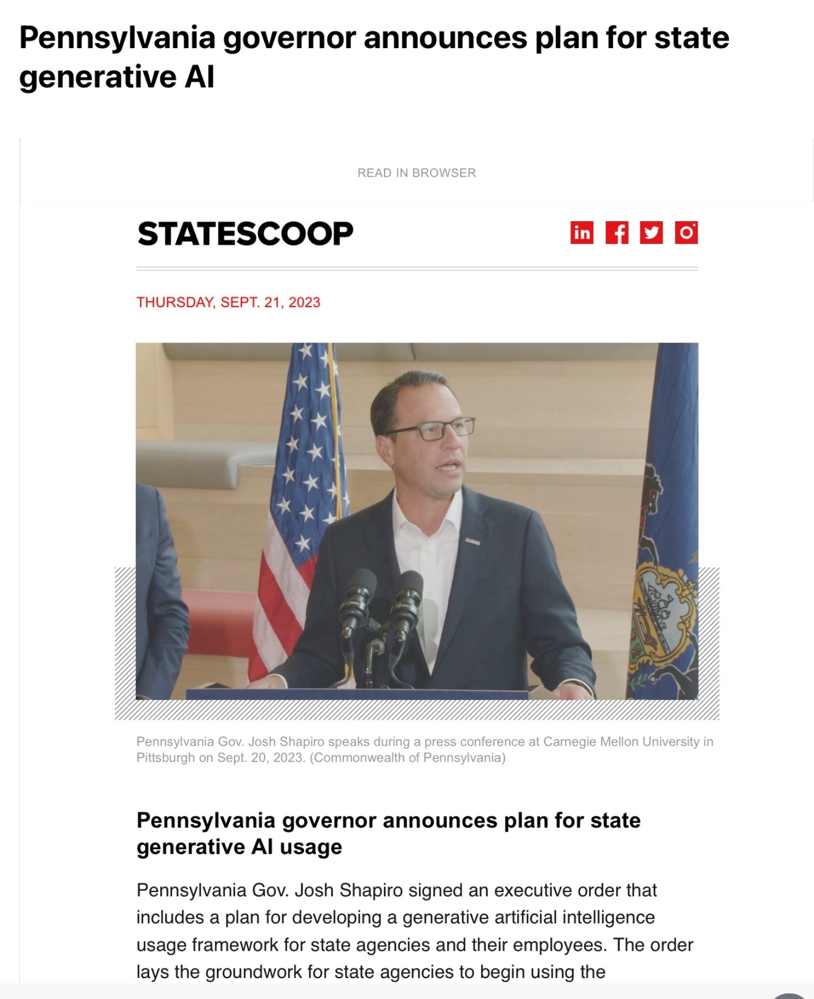 Pennsylvania governor announces plan for state
generative AI
READ IN BROWSER
STATESCOOP
in
THURSDAY, SEPT. 21, 2023
Pennsylvania Gov. Josh Shapiro speaks during a press conference at Carnegie Mellon University in
Pittsburgh on Sept. 20, 2023. (Commonwealth of Pennsylvania)
Pennsylvania governor announces plan for state
generative AI usage
Pennsylvania Gov. Josh Shapiro signed an executive order that
includes a plan for developing a generative artificial intelligence
usage framework for state agencies and their employees. The order
lays the groundwork for state agencies to begin using the